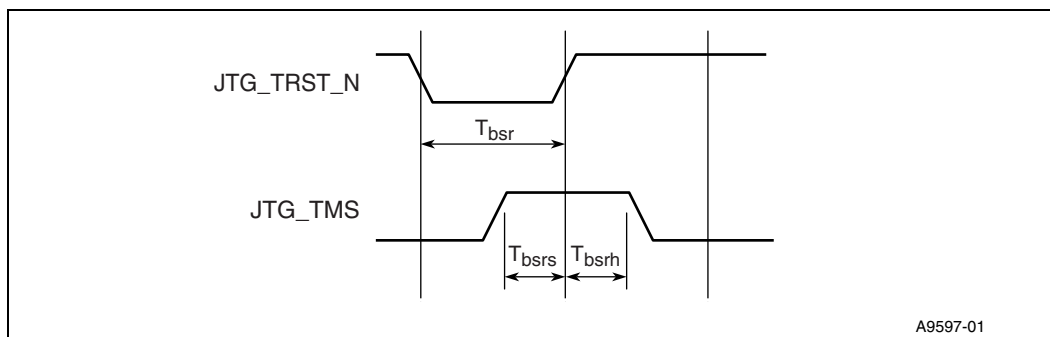 JTG_TRST_N
Tbsr
JTG_TMS
Tbsrs Tbsrh
A9597-01